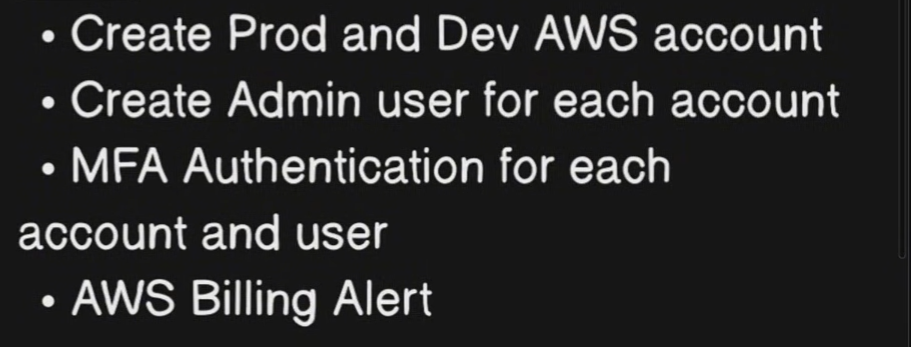 • Create Prod and Dev AWS account
• Create Admin user for each account
• MFA Authentication for each
account and user
• AWS Billing Alert